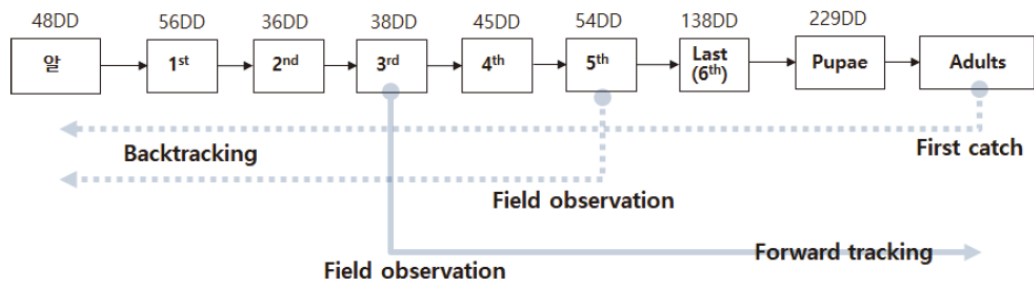 48DD 56DD 36DD 38DD 45DD 54DD 138DD 229DD
알 1st 2nd 3rd 4th 5th Last (6th) Pupae Adults
Backtracking First catch
Field observation
Forward tracking
Field observation